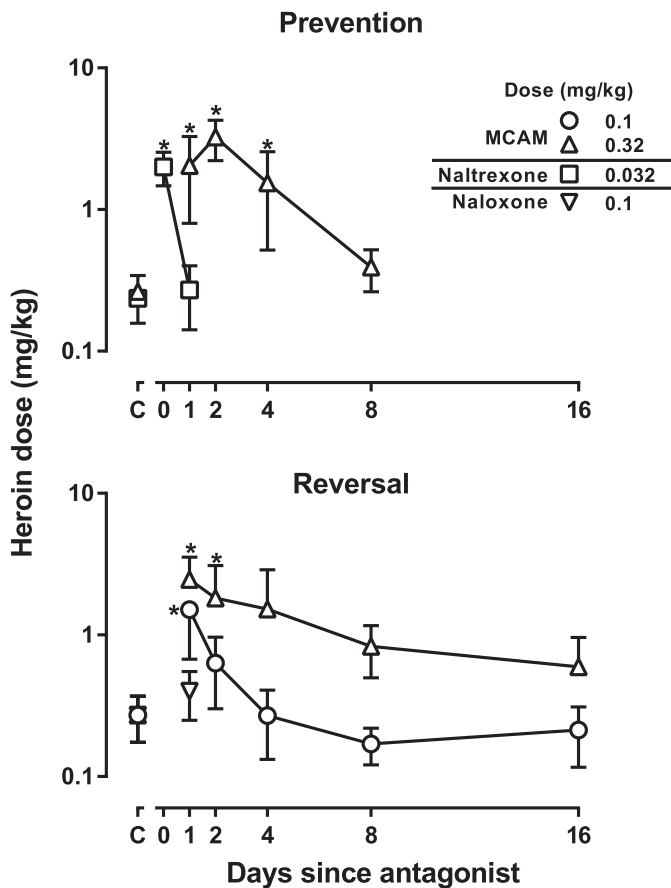 Prevention
Dose (mg/kg)
MCAM
0.1
0.32
Naltrexone 0.032
Naloxone 0.1
10
1
0.1
* * * *
C 0 1 2 4 8 16
Heroin dose (mg/kg)
Reversal
10
1
0.1
* * *
C 0 1 2 4 8 16
Days since antagonist